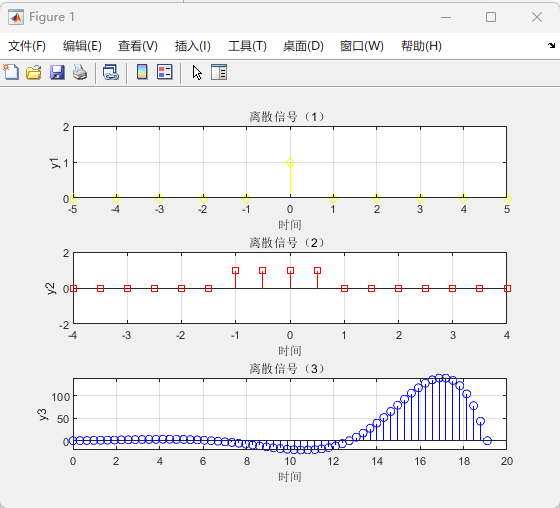 Figure 1
文件(F) 编辑(E) 查看(V) 插入(I) 工具(T) 桌面(D) 窗口(W) 帮助(H)
离散信号（1）
2
1
0
y1
-5 -4 -3 -2 -1 0 1 2 3 4 5
时间
离散信号（2）
2
0
-2
y2
-4 -3 -2 -1 0 1 2 3 4
时间
离散信号（3）
100
50
0
y3
0 2 4 6 8 10 12 14 16 18 20
时间